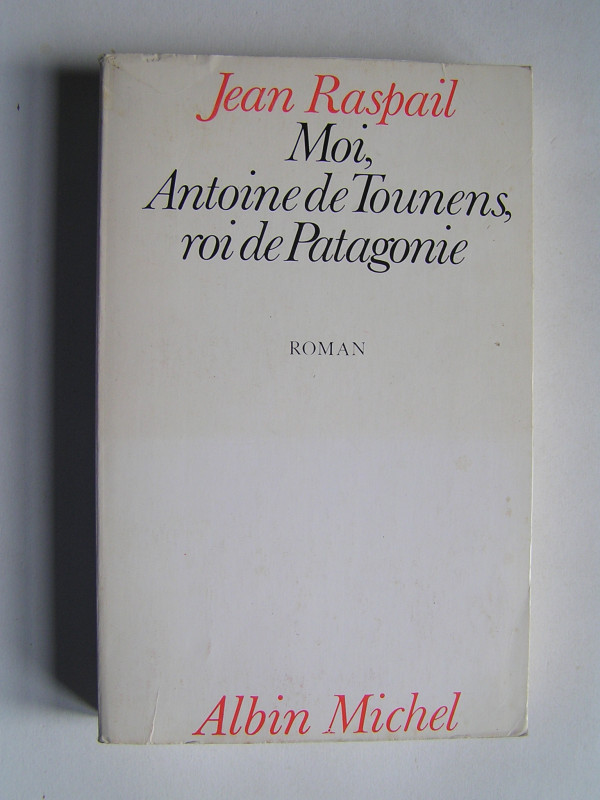 Jean Raspail
Moi,
Antoine de Tounens,
roi de Patagonie
ROMAN
Albin Michel